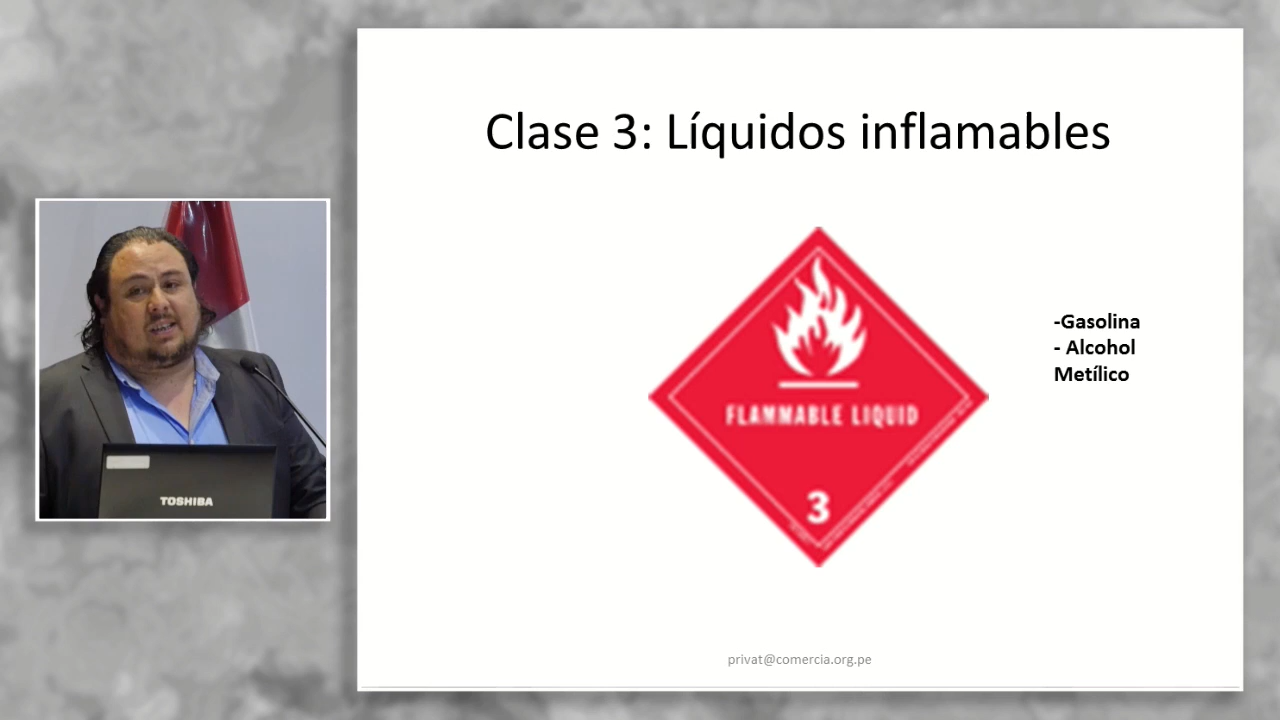 Clase 3: Líquidos inflamables
-Gasolina
- Alcohol
Metílico
FLAMMABLE LIQUID
3
TOSHIBA
privat@comercia.org.pe